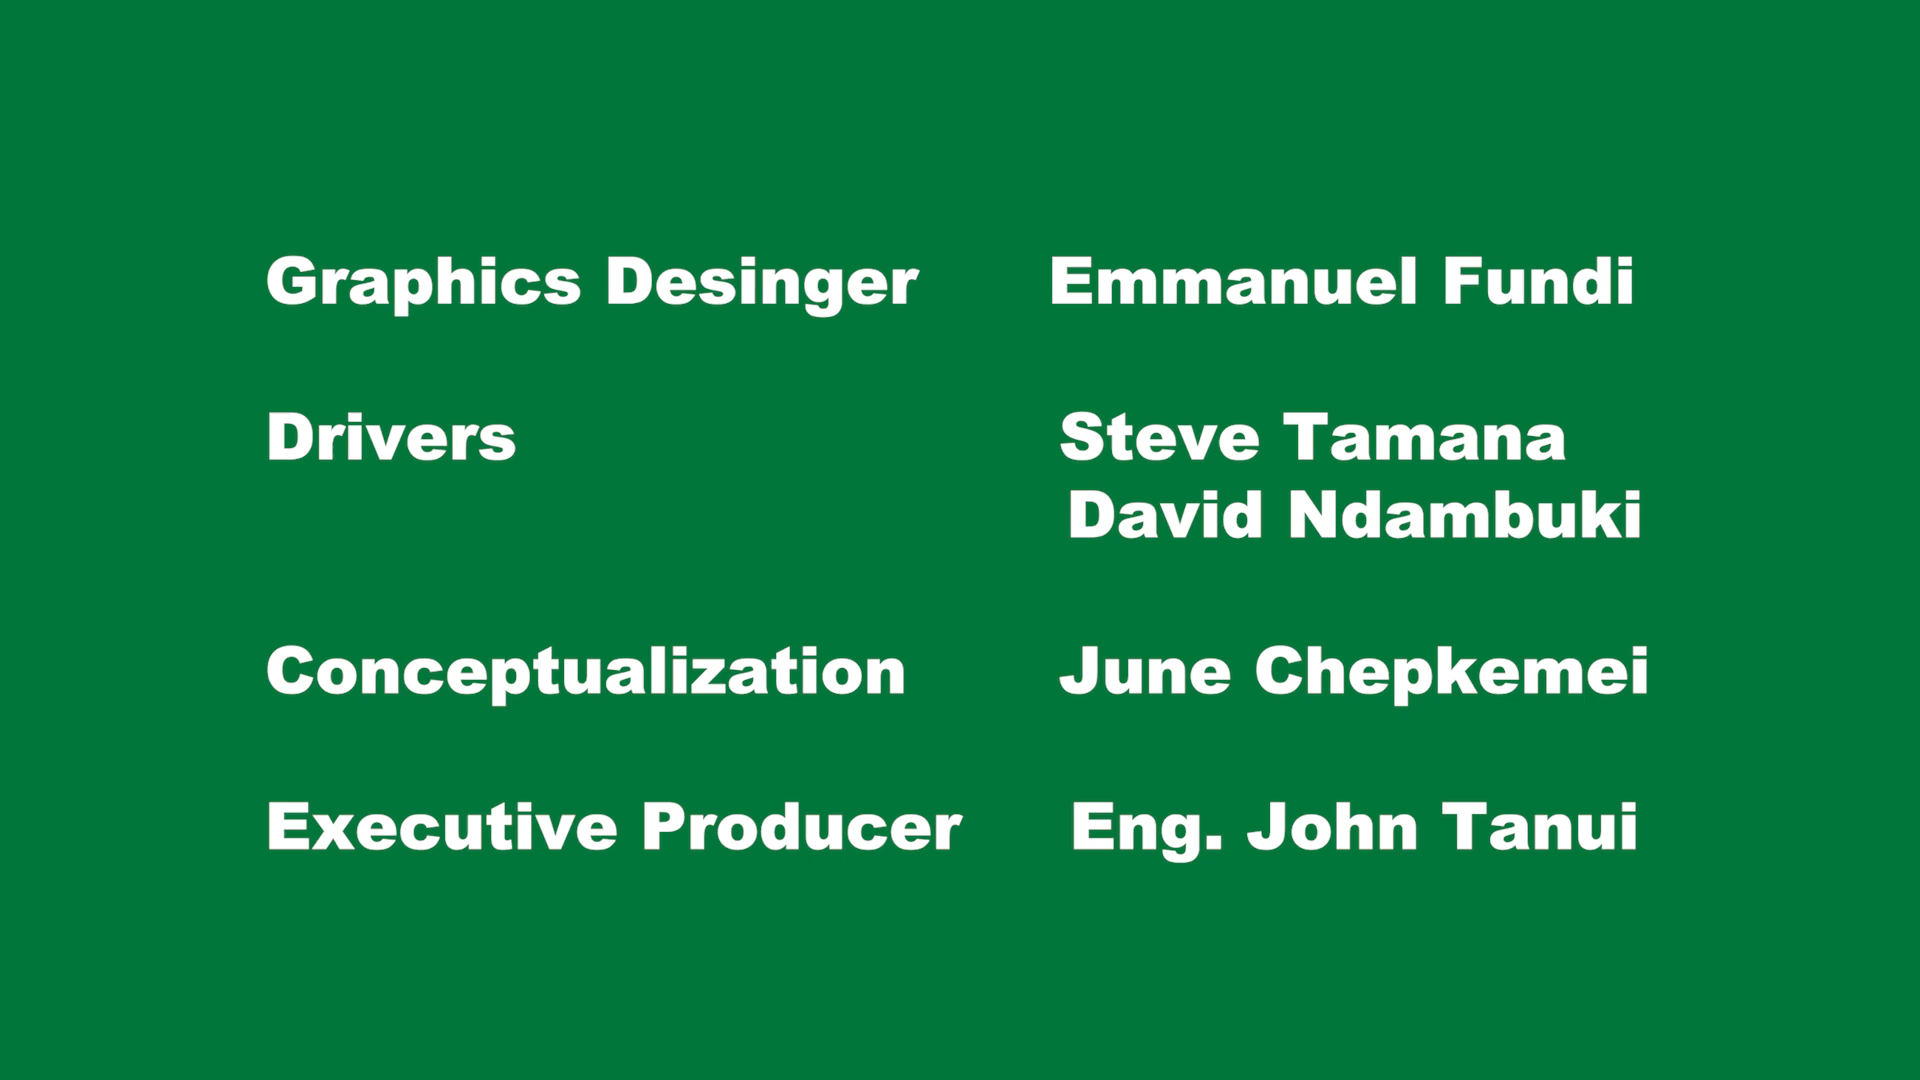 Graphics Desinger Emmanuel Fundi
Drivers Steve Tamana
David Ndambuki
Conceptualization June Chepkemei
Executive Producer Eng. John Tanui